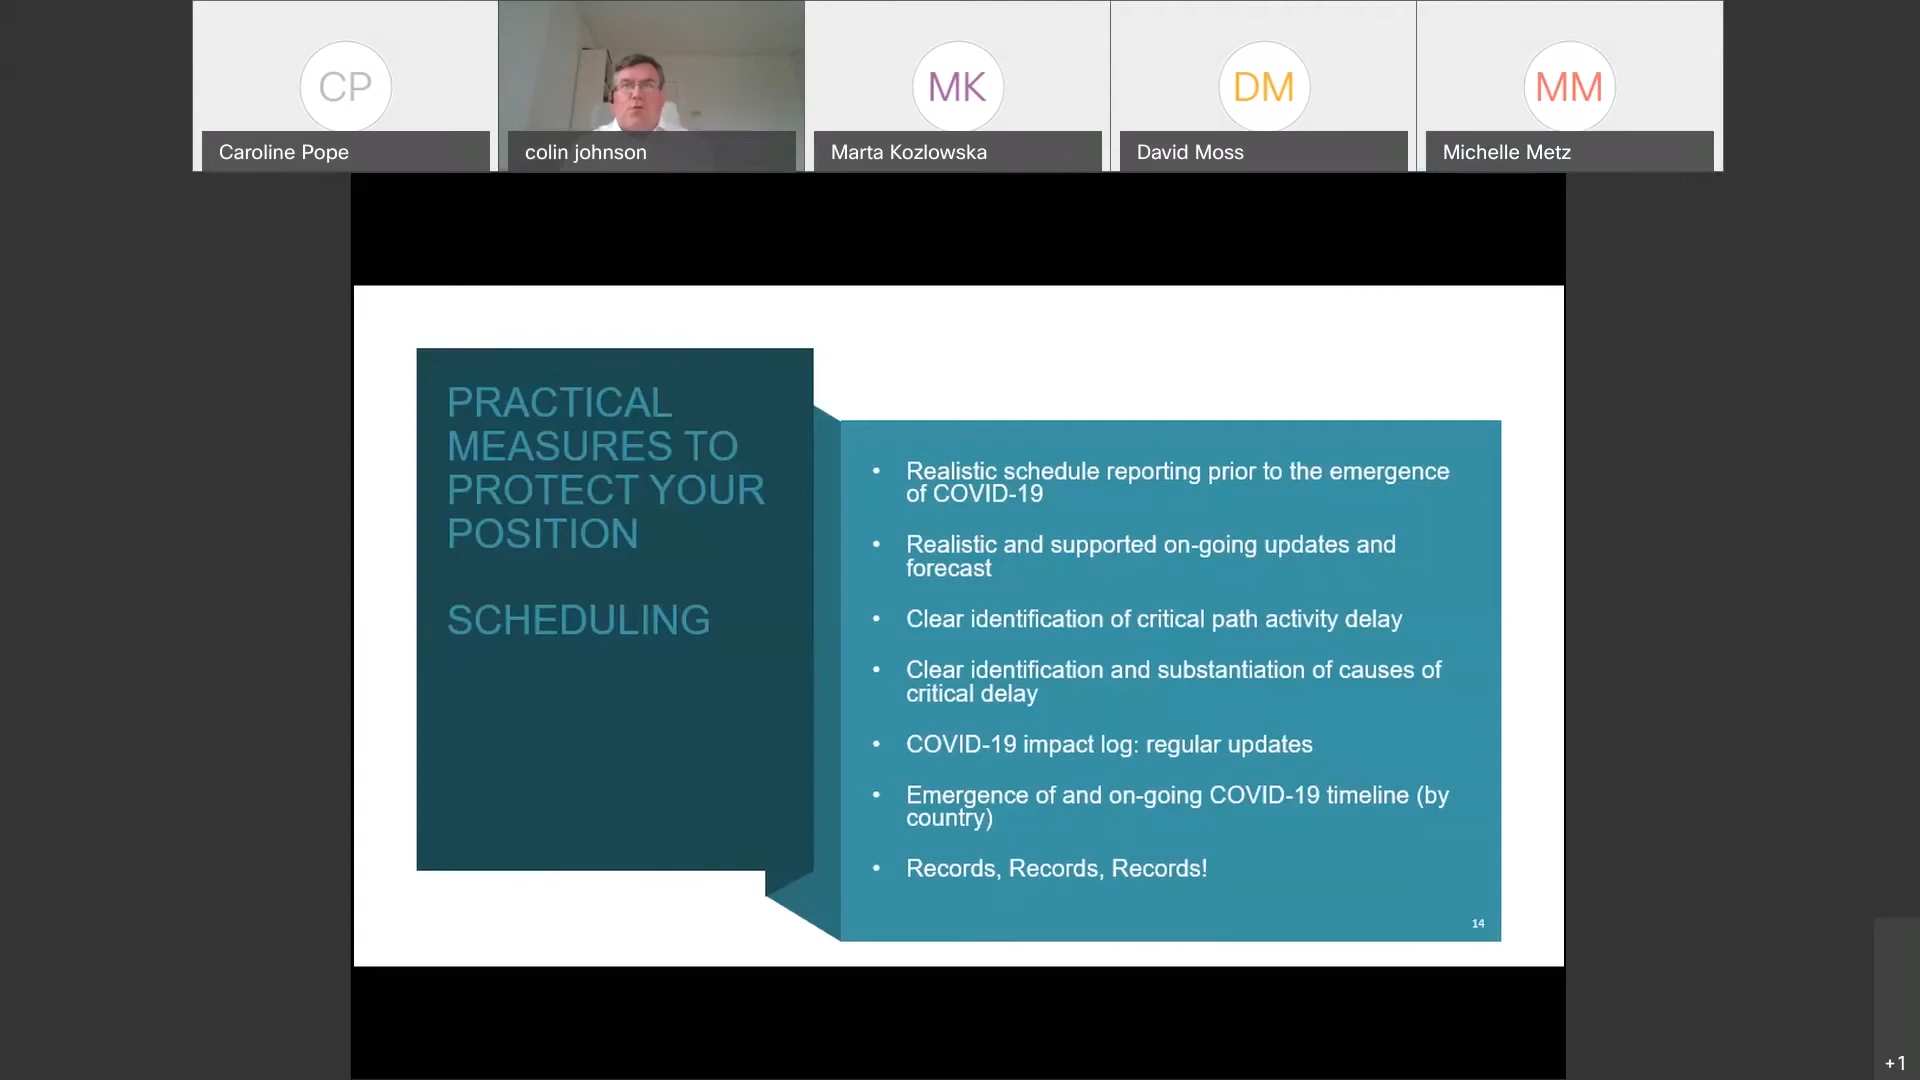 CP
MK
DM
MM
Caroline Pope
colin johnson
Marta Kozlowska
David Moss
Michelle Metz
PRACTICAL
MEASURES TO
PROTECT YOUR
POSITION
SCHEDULING
• Realistic schedule reporting prior to the emergence
of COVID-19
• Realistic and supported on-going updates and
forecast
• Clear identification of critical path activity delay
• Clear identification and substantiation of causes of
critical delay
• COVID-19 impact log: regular updates
• Emergence of and on-going COVID-19 timeline (by
country)
• Records, Records, Records!
14
+1